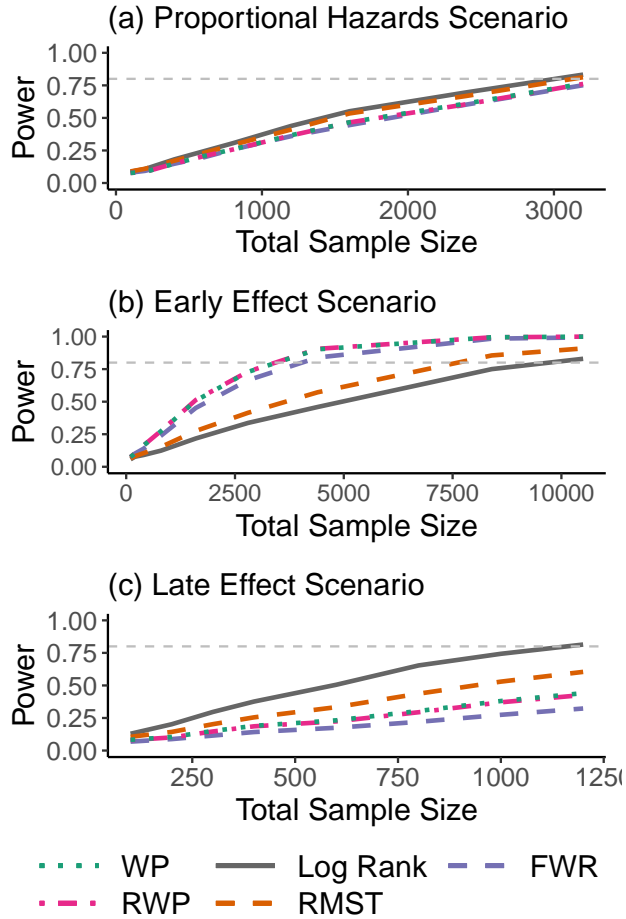 (a) Proportional Hazards Scenario
1.00
0.75
0.50
0.25
0.00
Power
0 1000 2000 3000
Total Sample Size
(b) Early Effect Scenario
1.00
0.75
0.50
0.25
0.00
Power
0 2500 5000 7500 10000
Total Sample Size
(c) Late Effect Scenario
1.00
0.75
0.50
0.25
0.00
Power
250 500 750 1000 1250
Total Sample Size
WP Log Rank FWR
RWP RMST